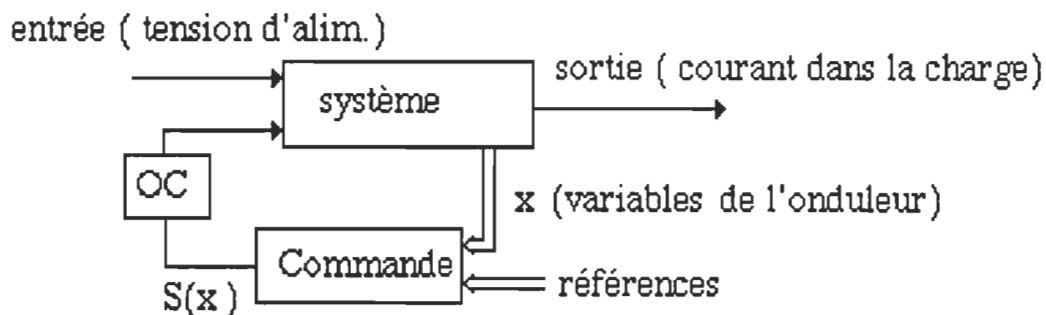 entrée ( tension d'alim.)
sortie ( courant dans la charge)
système
OC
x (variables de l'onduleur)
Commande
S(x )
références